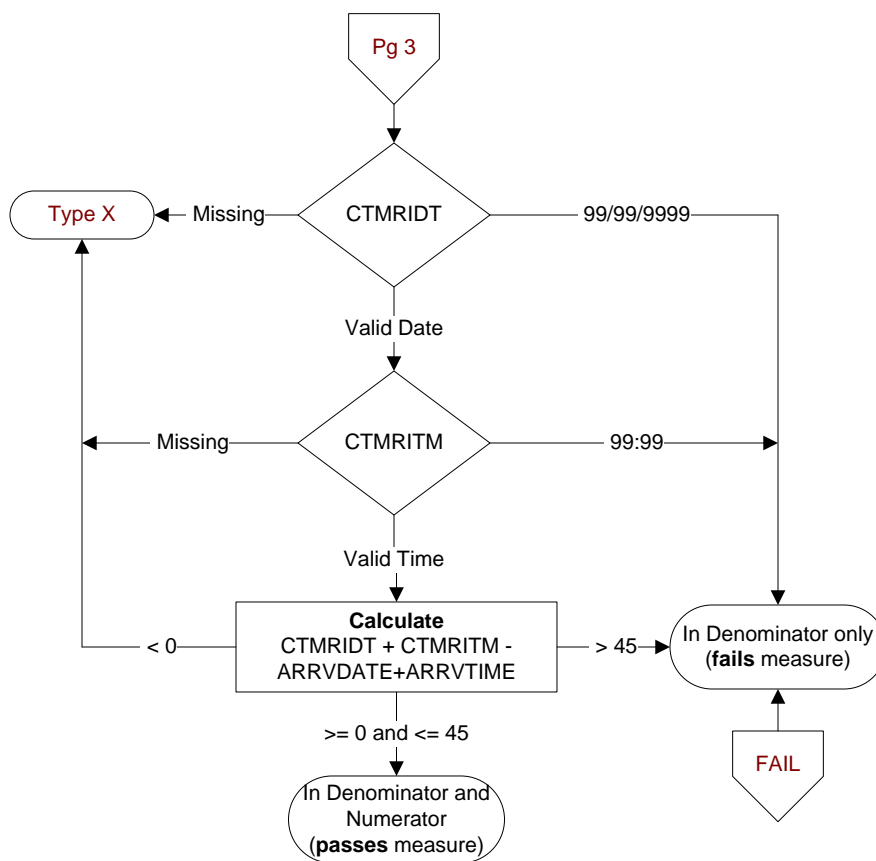 Pg 3
Type X
Missing
CTMRIDT
99/99/9999
Valid Date
Missing
CTMRITM
99:99
Valid Time
< 0
Calculate
CTMRIDT + CTMRITM -
ARRVDATE+ARRVTIME
> 45
In Denominator only
(fails measure)
>= 0 and <= 45
In Denominator and
Numerator
(passes measure)
FAIL